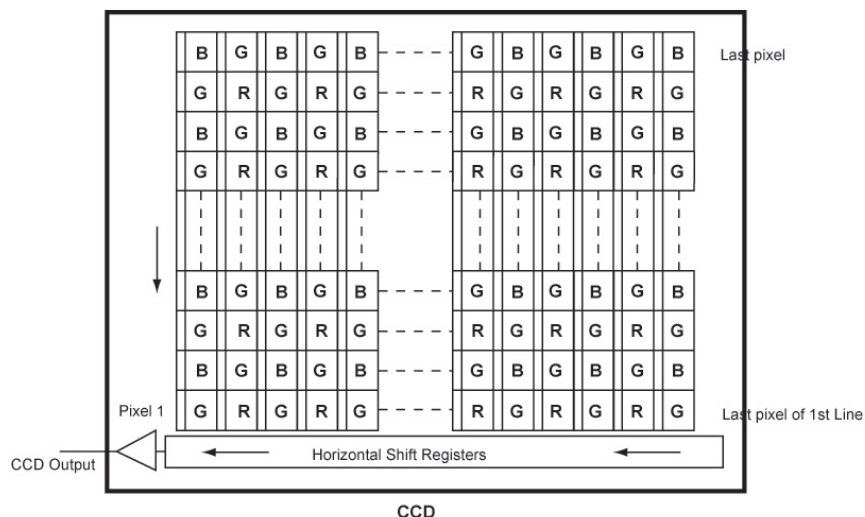 B G B G B G B G B G B Last pixel
G R G R G R G R G R G
B G B G B G B G B G B
G R G R G R G R G R G
B G B G B G B G B G B
G R G R G R G R G R G
B G B G B G B G B G B
Pixel 1 G R G R G R G R G R G Last pixel of 1st Line
CCD Output Horizontal Shift Registers
CCD